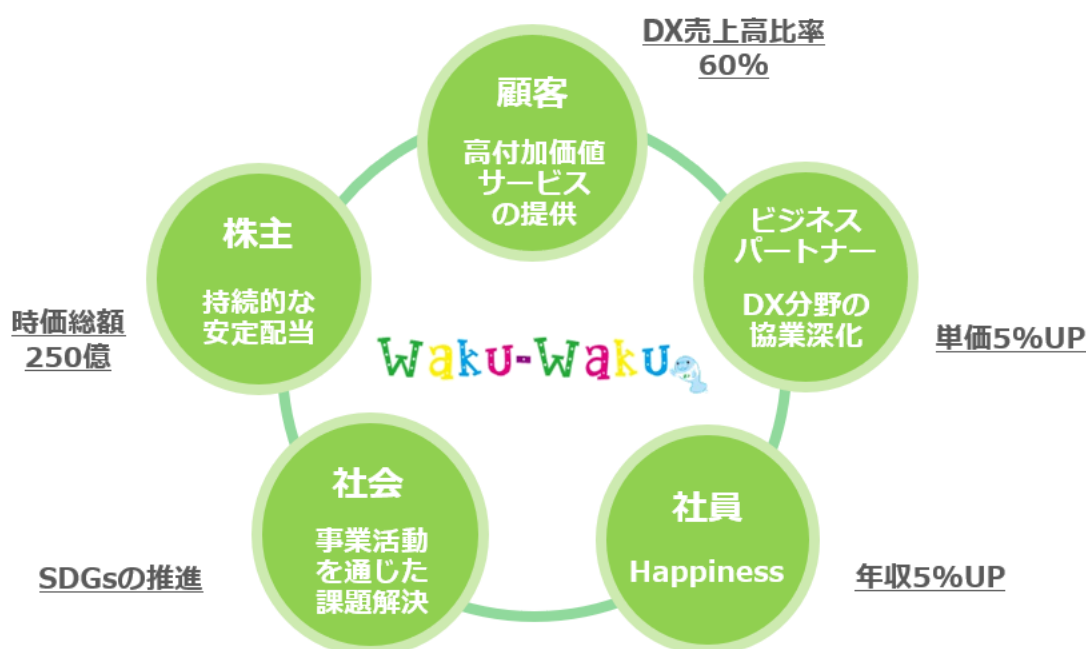 DX売上高比率
60%
顧客
高付加価値
サービス
の提供
ビジネス
パートナー
DX分野の
協業深化
単価5%UP
株主
持続的な
安定配当
時価総額
250億
Waku-Waku
社会
事業活動
を通じた
課題解決
SDGsの推進
社員
Happiness
年収5%UP